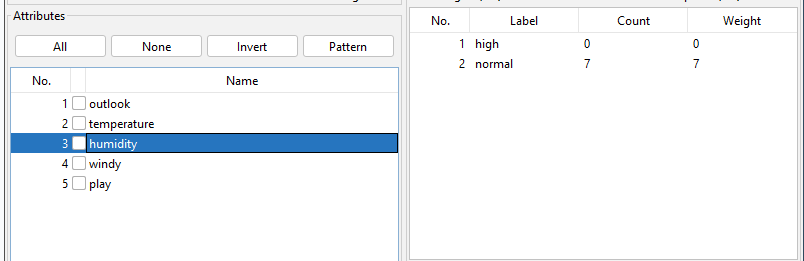 Attributes
All None Invert Pattern
No. Name
1 outlook
2 temperature
3 humidity
4 windy
5 play
No. Label Count Weight
1 high 0 0
2 normal 7 7